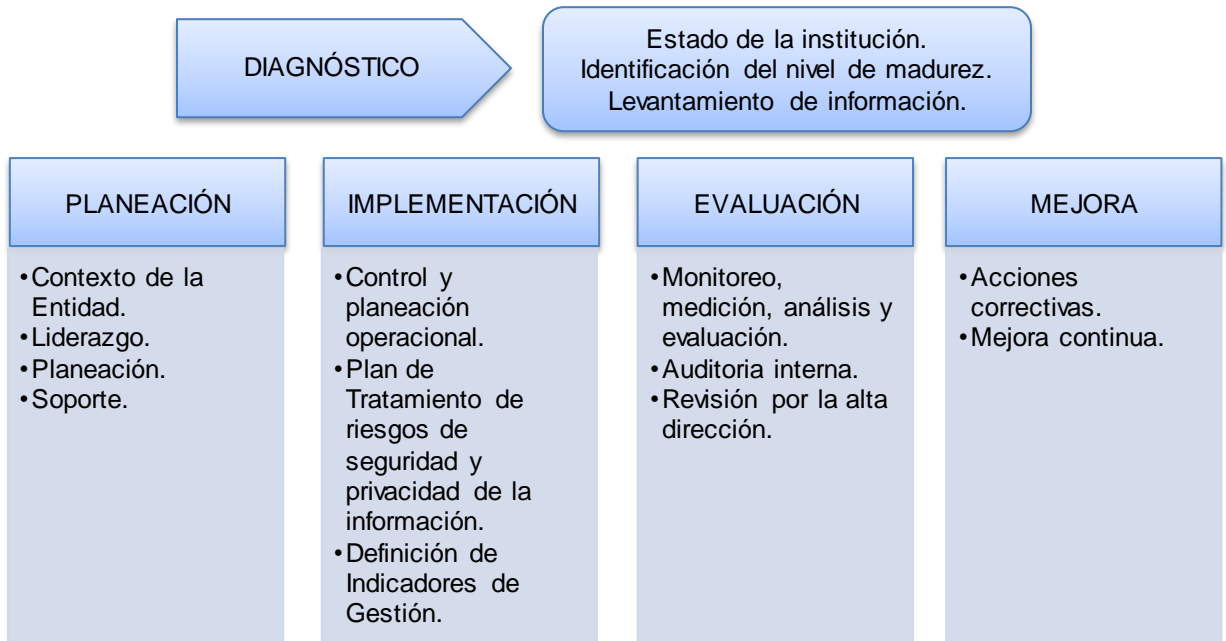 DIAGNÓSTICO
Estado de la institución.
Identificación del nivel de madurez.
Levantamiento de información.
PLANEACIÓN
•Contexto de la
Entidad.
•Liderazgo.
•Planeación.
•Soporte.
IMPLEMENTACIÓN
•Control y
planeación
operacional.
•Plan de
Tratamiento de
riesgos de
seguridad y
privacidad de la
información.
•Definición de
Indicadores de
Gestión.
EVALUACIÓN
•Monitoreo,
medición, análisis y
evaluación.
•Auditoria interna.
•Revisión por la alta
dirección.
MEJORA
•Acciones
correctivas.
•Mejora continua.